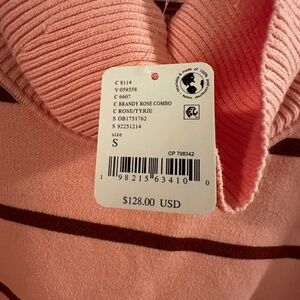 C 8114
V 059358
C 6607
C BRANDY ROSE COMBO
C ROSE/TYRIE
S OB1751762
S 92251214
size
S
CP 798342
1 98215 63410 0
$128.00 USD